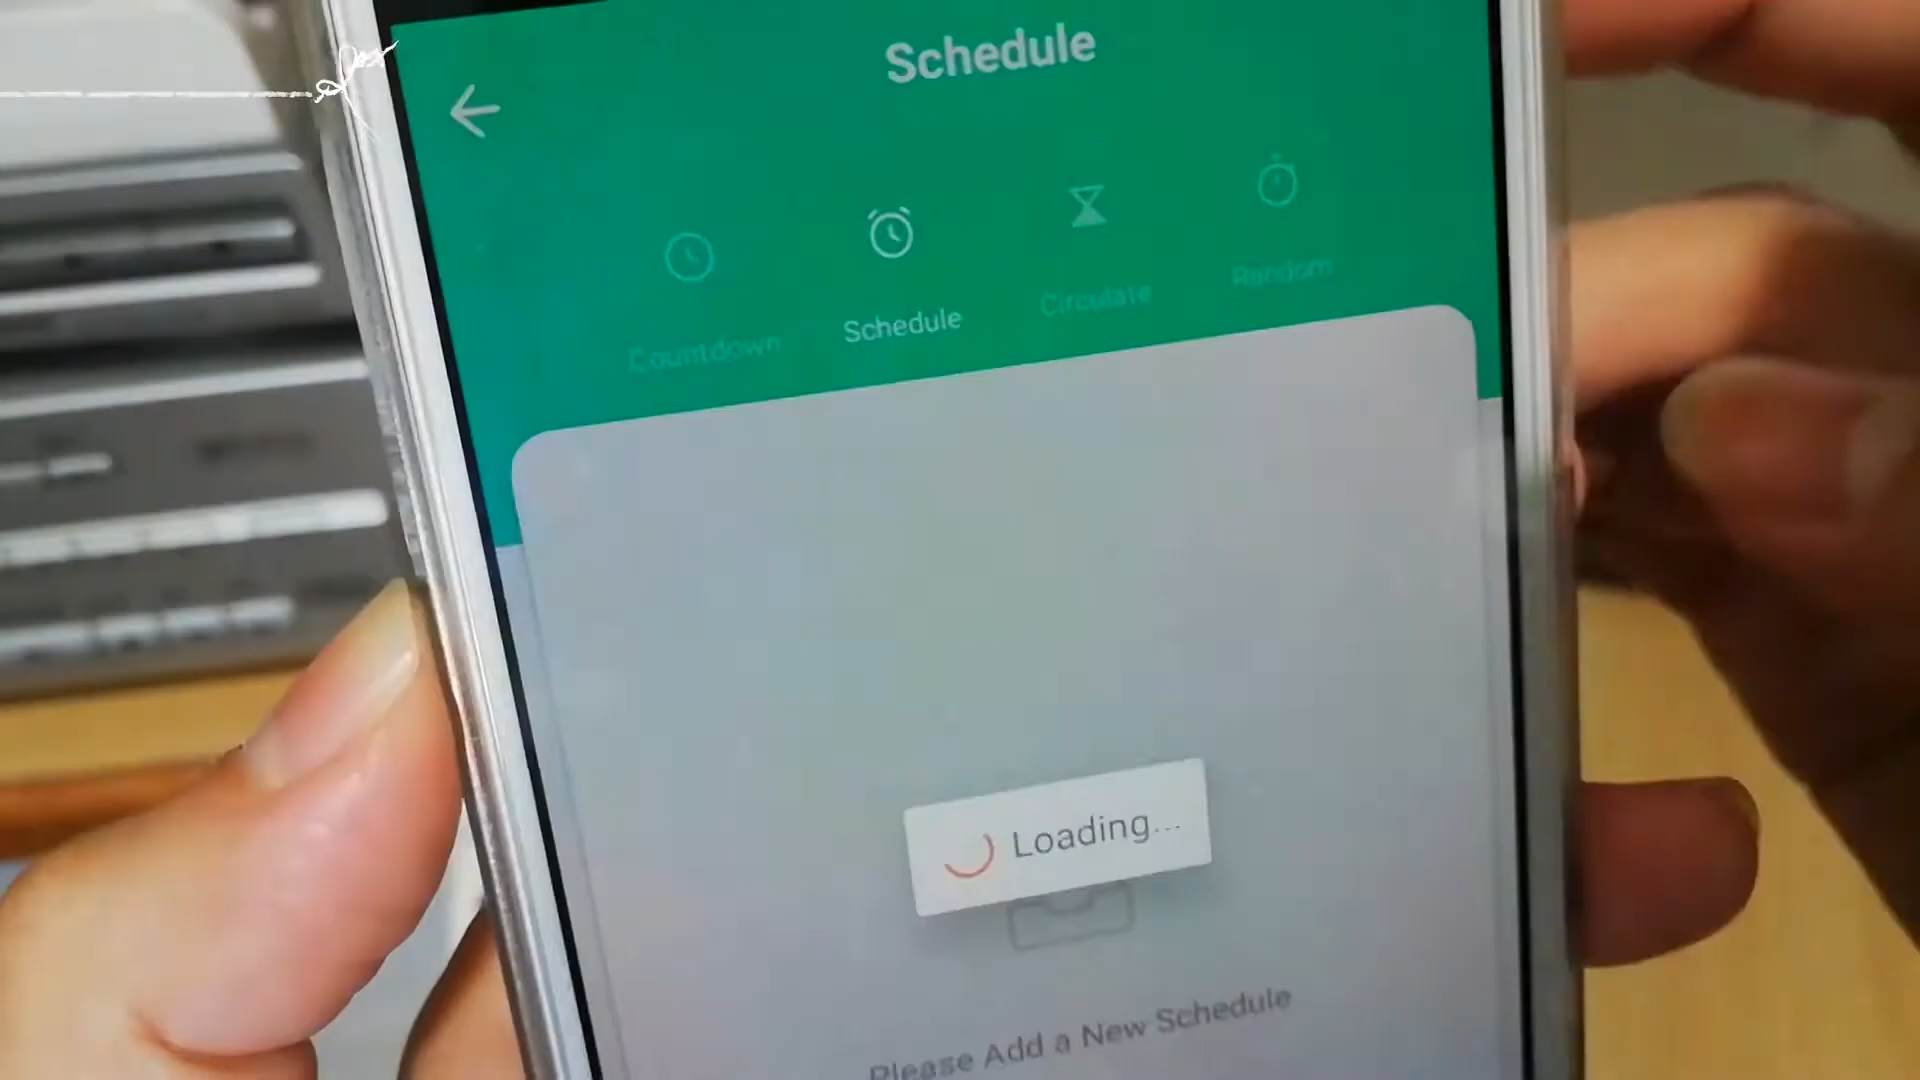 Schedule
Countdown
Schedule
Circulate
Random
Loading...
Please Add a New Schedule